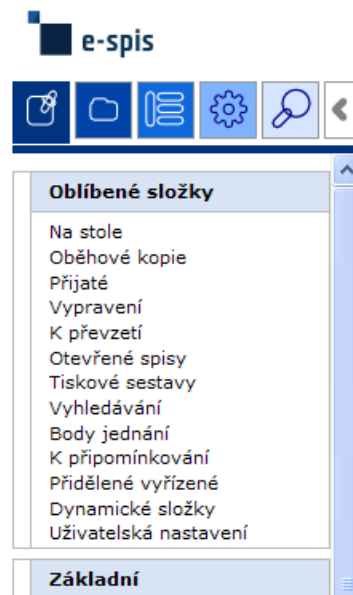 e-spis
Oblíbené složky
Na stole
Oběhové kopie
Přijaté
Vypravení
K převzetí
Otevřené spisy
Tiskové sestavy
Vyhledávání
Body jednání
K připomínkování
Přidělené vyřízené
Dynamické složky
Uživatelská nastavení
Základní